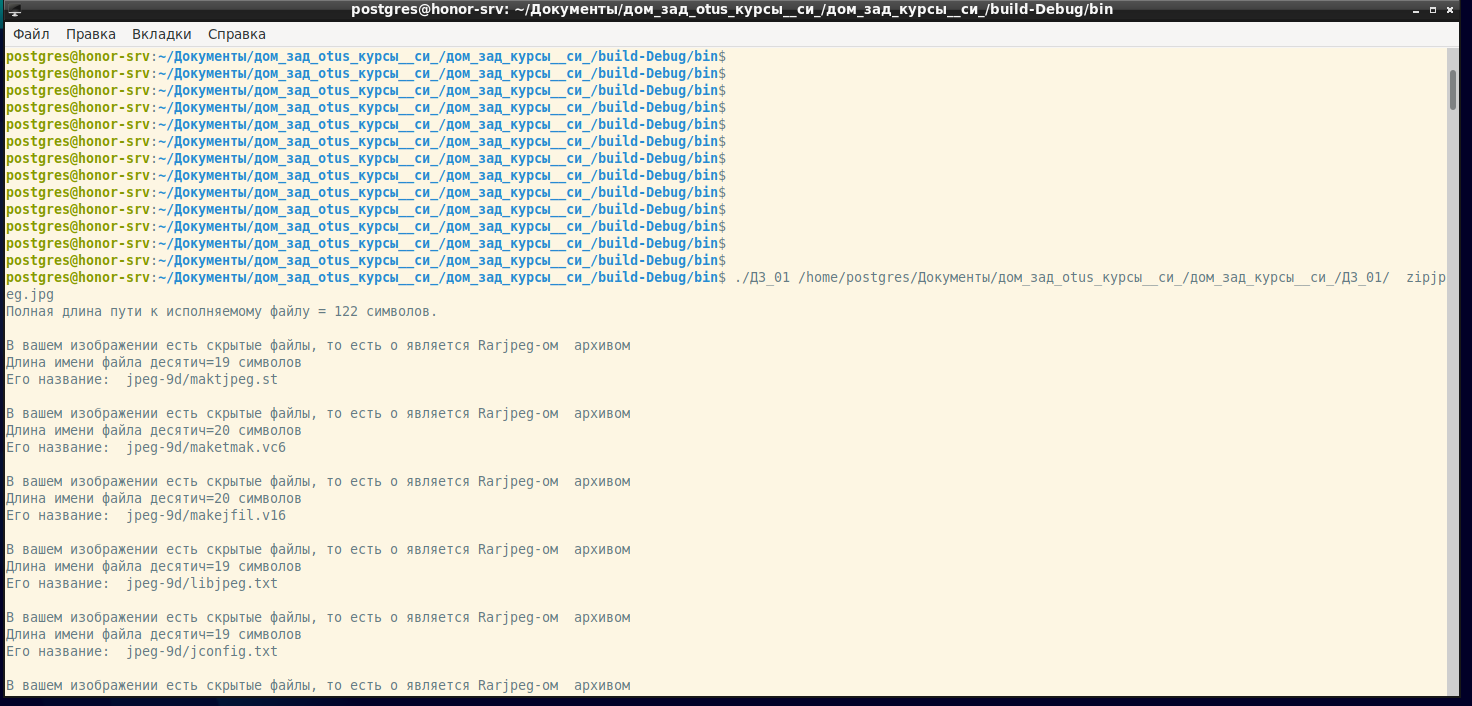 postgres@honor-srv: ~/Документы/дом_зад_otus_курсы__си_/дом_зад_курсы__си_/build-Debug/bin
Файл Правка Вкладки Справка
postgres@honor-srv:~/Документы/дом_зад_otus_курсы__си_/дом_зад_курсы__си_/build-Debug/bin$
postgres@honor-srv:~/Документы/дом_зад_otus_курсы__си_/дом_зад_курсы__си_/build-Debug/bin$
postgres@honor-srv:~/Документы/дом_зад_otus_курсы__си_/дом_зад_курсы__си_/build-Debug/bin$
postgres@honor-srv:~/Документы/дом_зад_otus_курсы__си_/дом_зад_курсы__си_/build-Debug/bin$
postgres@honor-srv:~/Документы/дом_зад_otus_курсы__си_/дом_зад_курсы__си_/build-Debug/bin$
postgres@honor-srv:~/Документы/дом_зад_otus_курсы__си_/дом_зад_курсы__си_/build-Debug/bin$
postgres@honor-srv:~/Документы/дом_зад_otus_курсы__си_/дом_зад_курсы__си_/build-Debug/bin$
postgres@honor-srv:~/Документы/дом_зад_otus_курсы__си_/дом_зад_курсы__си_/build-Debug/bin$
postgres@honor-srv:~/Документы/дом_зад_otus_курсы__си_/дом_зад_курсы__си_/build-Debug/bin$
postgres@honor-srv:~/Документы/дом_зад_otus_курсы__си_/дом_зад_курсы__си_/build-Debug/bin$
postgres@honor-srv:~/Документы/дом_зад_otus_курсы__си_/дом_зад_курсы__си_/build-Debug/bin$
postgres@honor-srv:~/Документы/дом_зад_otus_курсы__си_/дом_зад_курсы__си_/build-Debug/bin$
postgres@honor-srv:~/Документы/дом_зад_otus_курсы__си_/дом_зад_курсы__си_/build-Debug/bin$
postgres@honor-srv:~/Документы/дом_зад_otus_курсы__си_/дом_зад_курсы__си_/build-Debug/bin$ ./ДЗ_01 /home/postgres/Документы/дом_зад_otus_курсы__си_/дом_зад_курсы__си_/ДЗ_01/  zipjp
eg.jpg
Полная длина пути к исполняемому файлу = 122 символов.
В вашем изображении есть скрытые файлы, то есть о является Rarjpeg-ом  архивом
Длина имени файла десятич=19 символов
Его название:  jpeg-9d/maktjpeg.st
В вашем изображении есть скрытые файлы, то есть о является Rarjpeg-ом  архивом
Длина имени файла десятич=20 символов
Его название:  jpeg-9d/maketmak.vc6
В вашем изображении есть скрытые файлы, то есть о является Rarjpeg-ом  архивом
Длина имени файла десятич=20 символов
Его название:  jpeg-9d/makejfil.v16
В вашем изображении есть скрытые файлы, то есть о является Rarjpeg-ом  архивом
Длина имени файла десятич=19 символов
Его название:  jpeg-9d/libjpeg.txt
В вашем изображении есть скрытые файлы, то есть о является Rarjpeg-ом  архивом
Длина имени файла десятич=19 символов
Его название:  jpeg-9d/jconfig.txt
В вашем изображении есть скрытые файлы, то есть о является Rarjpeg-ом  архивом